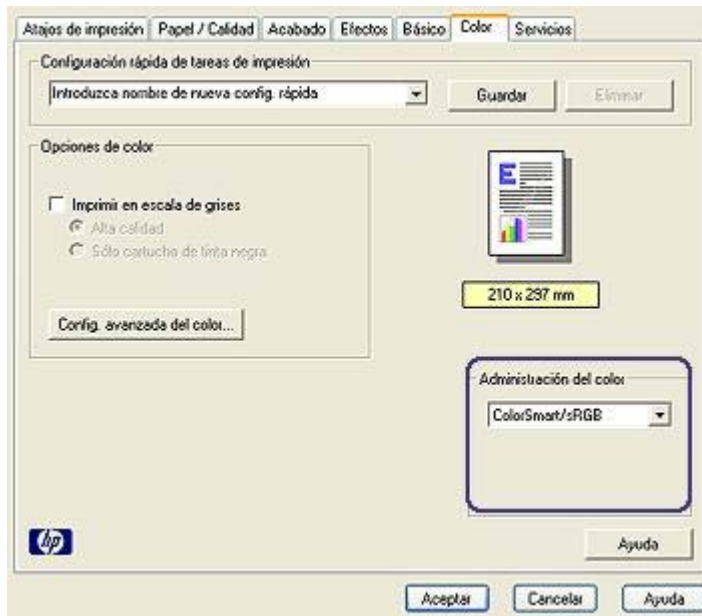 Atajos de impresión Papel / Calidad Acabado Efectos Básico Color Servicios
Configuración rápida de tareas de impresión
Introduzca nombre de nueva config. rápida Guardar Eliminar
Opciones de color
Imprimir en escala de grises
Alta calidad
Sólo cartucho de tinta negra
Config. avanzada del color...
E
210 x 297 mm
Administración del color
ColorSmart/sRGB
hp
Ayuda
Aceptar Cancelar Ayuda